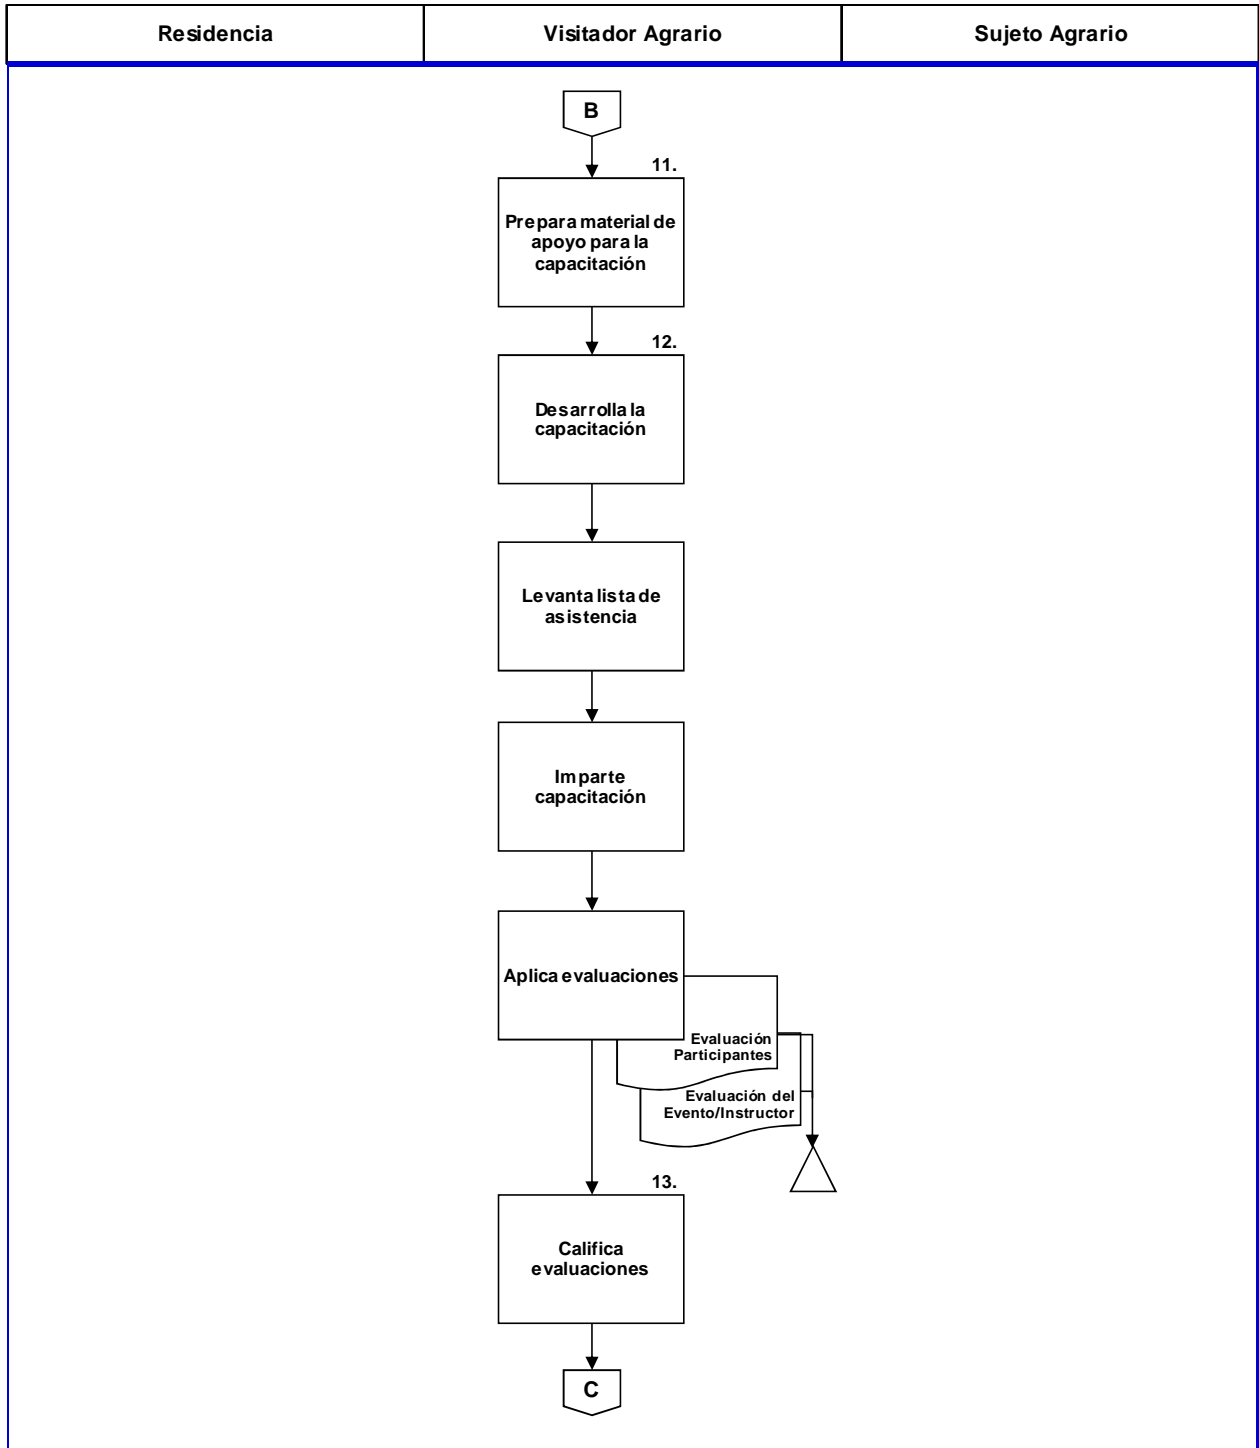 Residencia
Visitador Agrario
Sujeto Agrario
B
11.
Prepara material de
apoyo para la
capacitación
12.
Desarrolla la
capacitación
Levanta lista de
asistencia
Imparte
capacitación
Aplica evaluaciones
Evaluación
Participantes
Evaluación del
Evento/Instructor
13.
Califica
evaluaciones
C